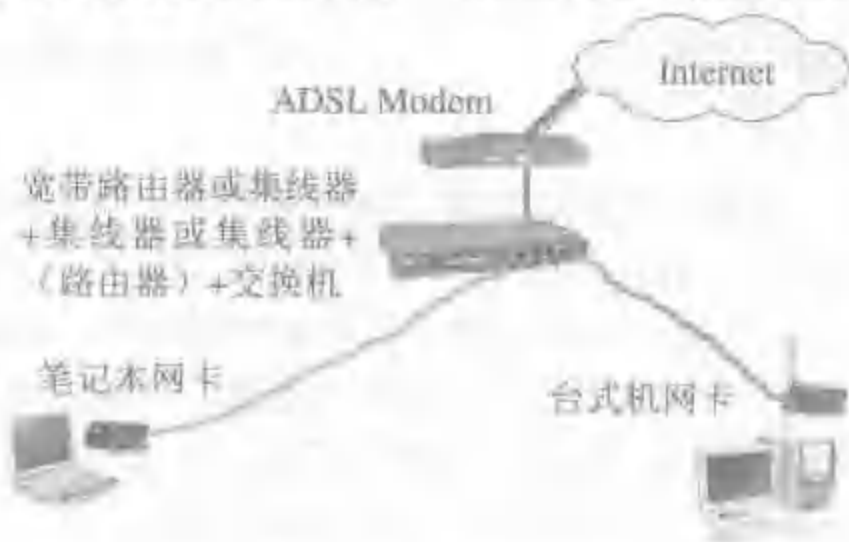 Internet
ADSL Modem
宽带路由器或集线器
+集线器或集线器+
（路由器）+交换机
笔记本网卡
台式机网卡